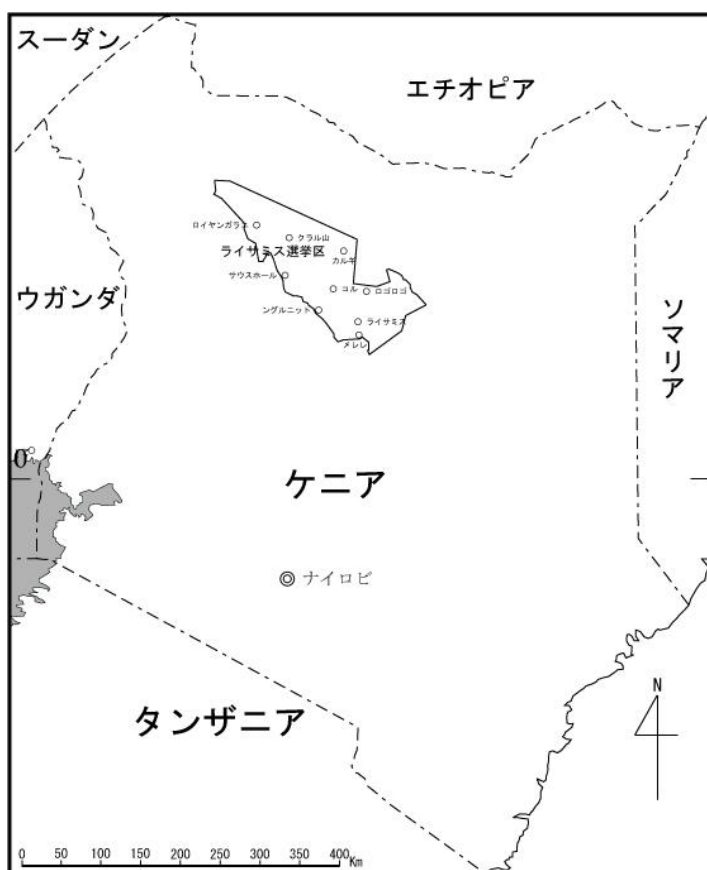 スーダン
エチオピア
ロイヤンガラニ
クラル山
ライサミス選挙区
カルギ
サウスホール
ウガンダ
コル
ロゴロゴ
ソマリア
ングルニット
ライサミス
メレレ
0
ケニア
ナイロビ
N
タンザニア
0 50 100 150 200 250 300 350 400 Km